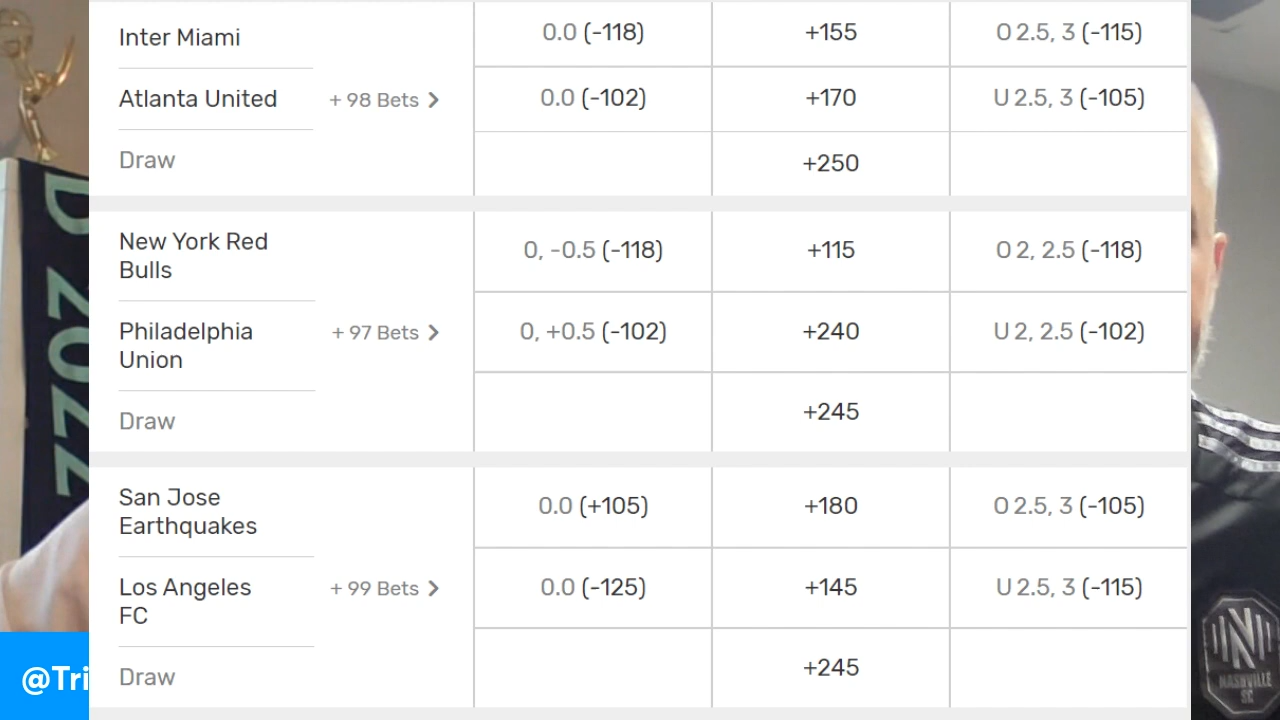 Inter Miami 0.0 (-118) +155 O 2.5, 3 (-115)
Atlanta United + 98 Bets 0.0 (-102) +170 U 2.5, 3 (-105)
Draw +250
New York Red
Bulls 0, -0.5 (-118) +115 O 2, 2.5 (-118)
Philadelphia
Union + 97 Bets 0, +0.5 (-102) +240 U 2, 2.5 (-102)
Draw +245
San Jose
Earthquakes 0.0 (+105) +180 O 2.5, 3 (-105)
Los Angeles
FC + 99 Bets 0.0 (-125) +145 U 2.5, 3 (-115)
Draw +245
@Tri
NASHVILLE
SC